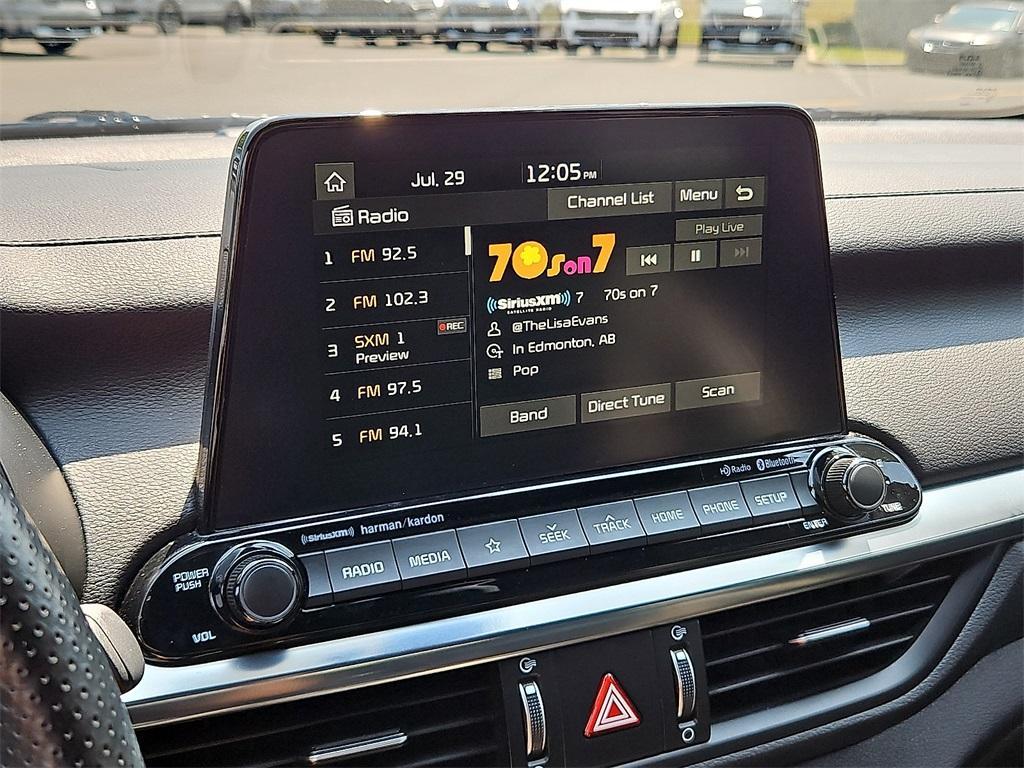 Jul. 29 12:05 PM
Radio Channel List Menu
Play Live
1 FM 92.5
2 FM 102.3
3 SXM 1 REC
Preview
4 FM 97.5
5 FM 94.1
70s on 7
((SiriusXM)) 7 70s on 7
SATELLITE RADIO
@TheLisaEvans
In Edmonton, AB
Pop
Band Direct Tune Scan
((SiriusXM)) harman/kardon HD Radio Bluetooth
POWER
PUSH
VOL
RADIO MEDIA SEEK TRACK HOME PHONE SETUP
ENTER
TUNE